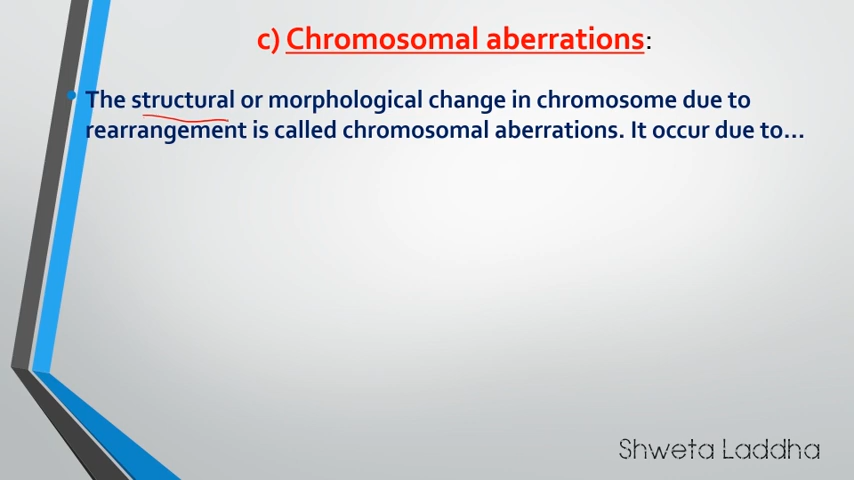 c) Chromosomal aberrations:
• The structural or morphological change in chromosome due to
rearrangement is called chromosomal aberrations. It occur due to...
Shweta Laddha